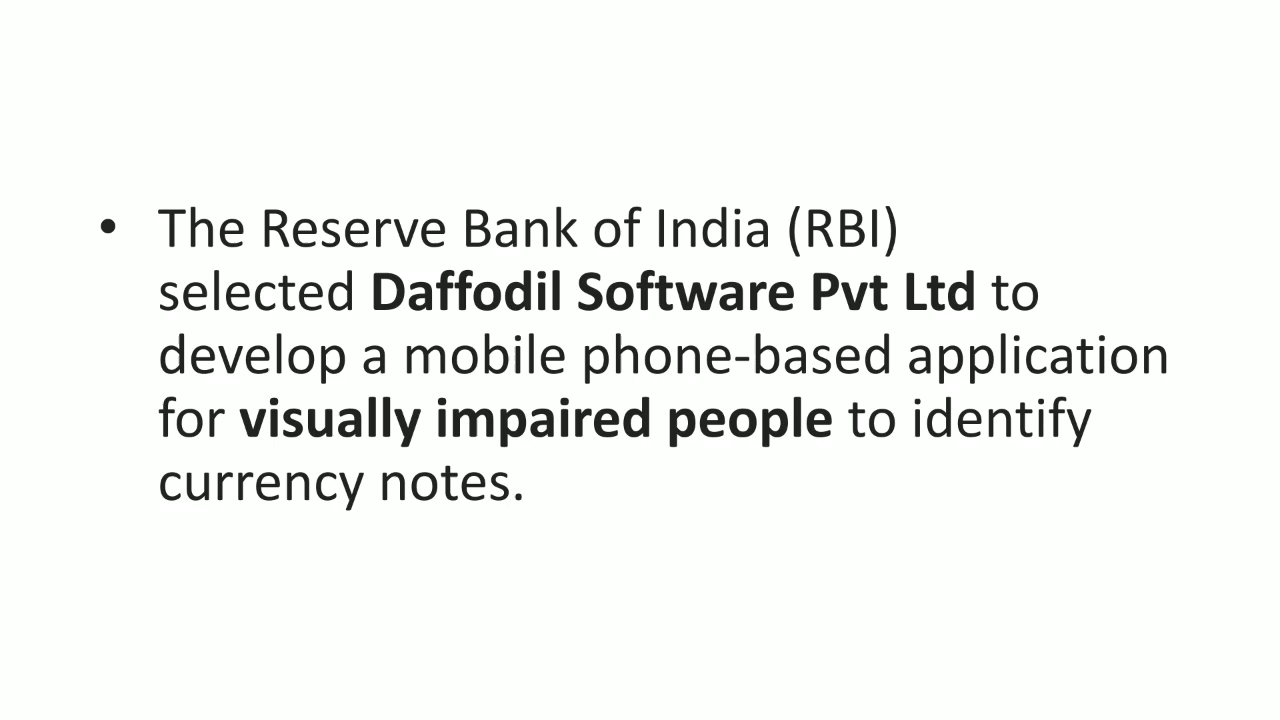 • The Reserve Bank of India (RBI)
selected Daffodil Software Pvt Ltd to
develop a mobile phone-based application
for visually impaired people to identify
currency notes.